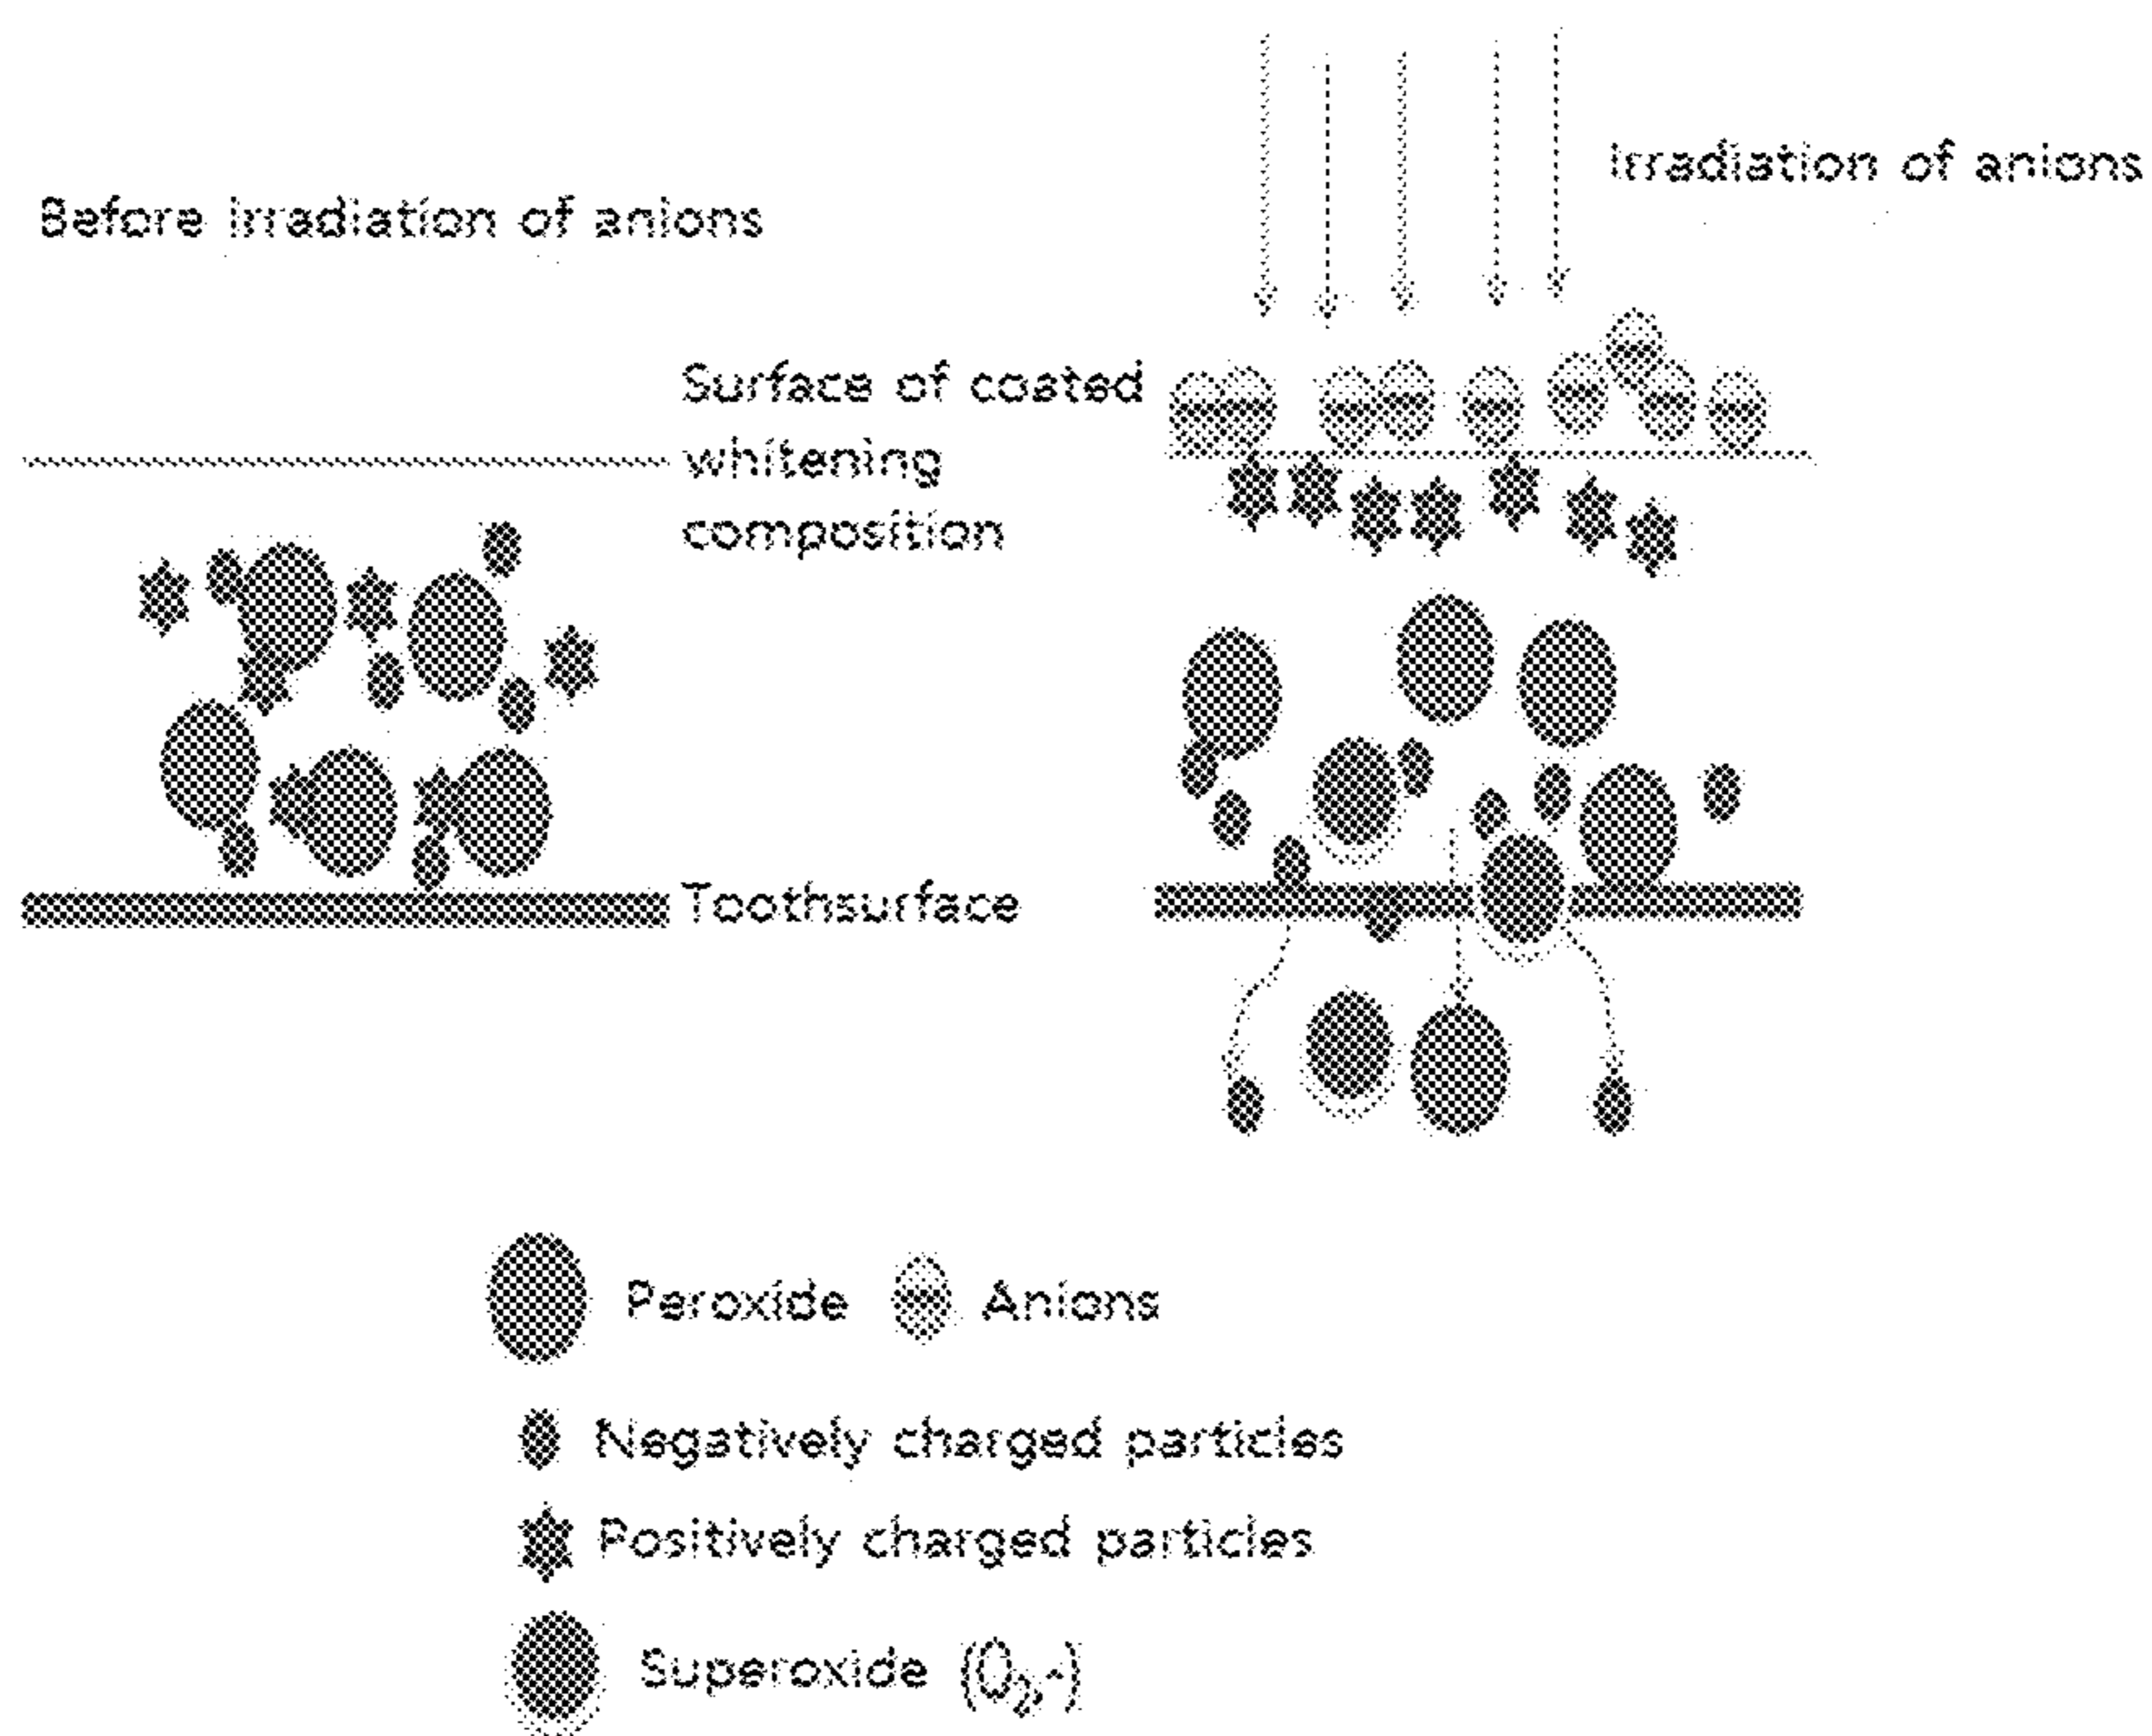 Irradiation of anions
Before irradiation of anions
Surface of coated
whitening
composition
Toothsurface
Peroxide
Anions
Negatively charged particles
Positively charged particles
Superoxide (O₂,-)